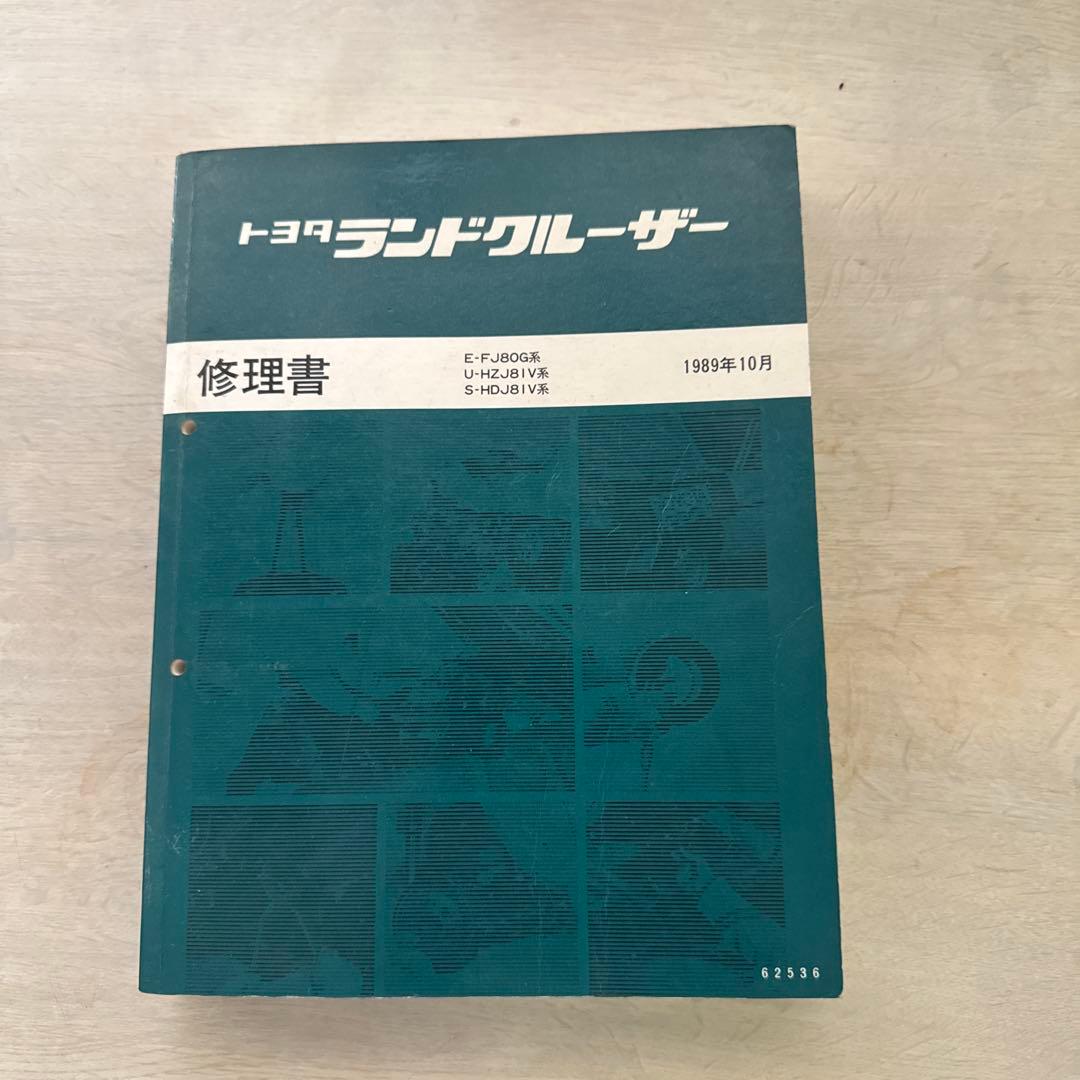 トヨタ ランドクルーザー
修理書
E-FJ80G系
U-HZJ81V系
S-HDJ81V系
1989年10月
62536